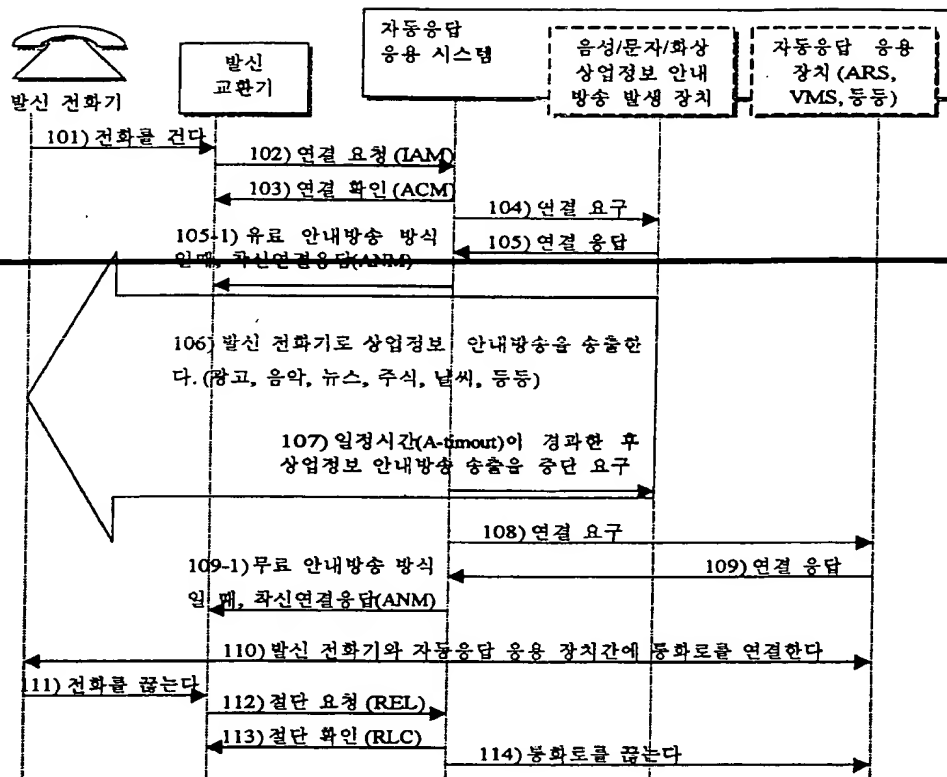 자동응답
응용 시스템
발신 전화기
발신
교환기
음성/문자/화상
상업정보 안내
방송 발생 장치
자동응답 응용
장치 (ARS,
VMS, 등등)
101) 전화를 건다
102) 연결 요청 (IAM)
103) 연결 확인 (ACM)
104) 연결 요구
105) 연결 응답
105-1) 유료 안내방송 방식
일때, 착신연결응답(ANM)
106) 발신 전화기로 상업정보 안내방송을 송출한
다. (광고, 음악, 뉴스, 주식, 날씨, 등등)
107) 일정시간(A-timout)이 경과한 후
상업정보 안내방송 송출을 중단 요구
108) 연결 요구
109) 연결 응답
109-1) 무료 안내방송 방식
일 때, 착신연결응답(ANM)
110) 발신 전화기와 자동응답 응용 장치간에 통화로를 연결한다
111) 전화를 끊는다
112) 절단 요청 (REL)
113) 절단 확인 (RLC)
114) 통화로를 끊는다